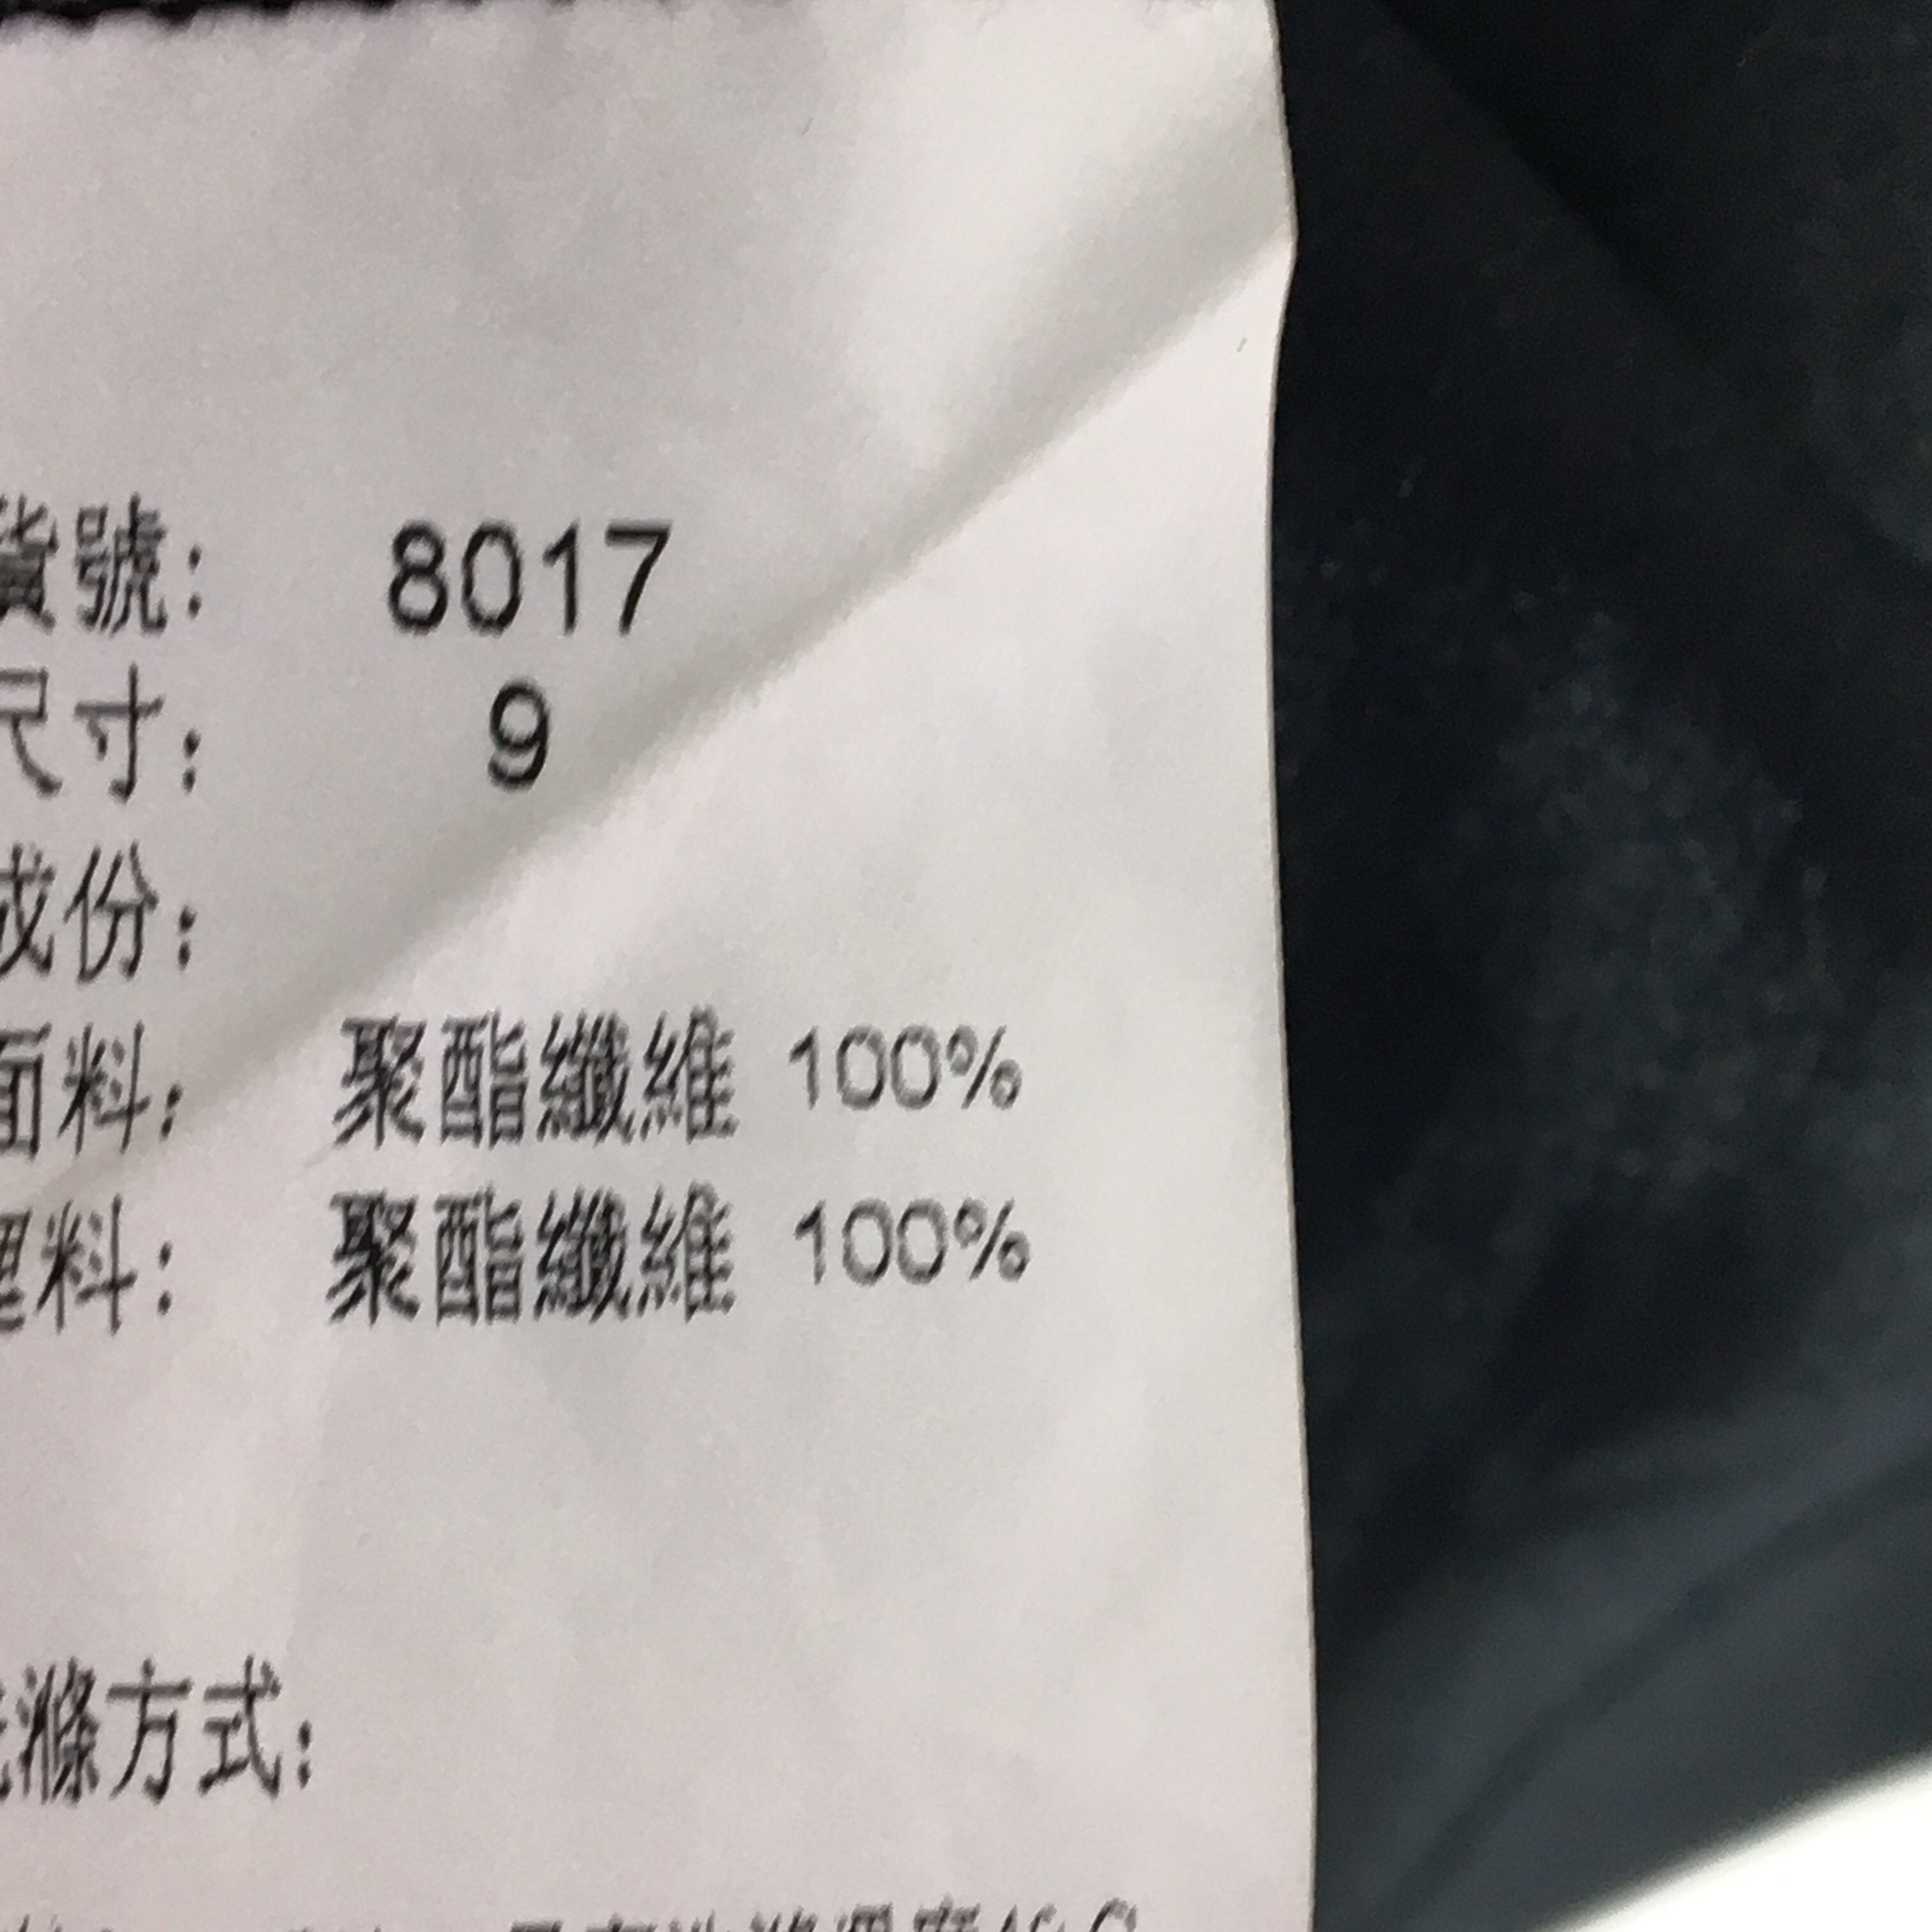 貨號: 8017
尺寸: 9
成份:
面料: 聚酯纖維 100%
裡料: 聚酯纖維 100%
洗滌方式: